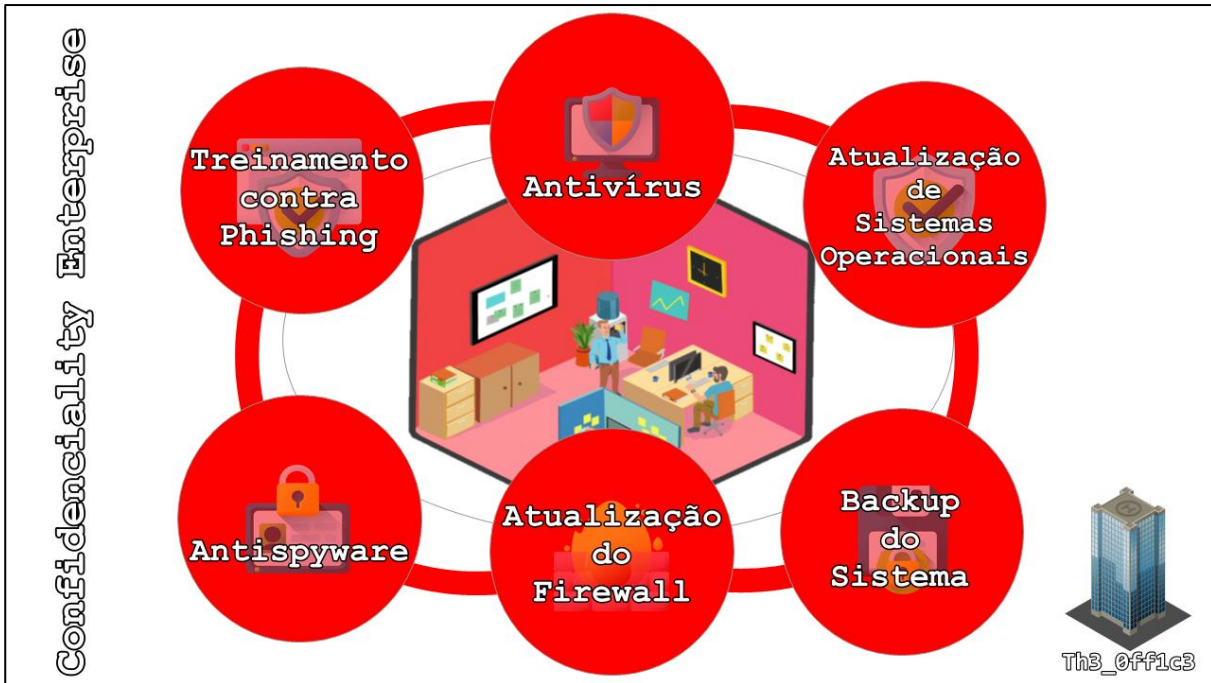 Confidenciality Enterprise
Treinamento
contra
Phishing
Antivírus
Atualização
de
Sistemas
Operacionais
Antispyware
Atualização
do
Firewall
Backup
do
Sistema
Th3_0ff1c3